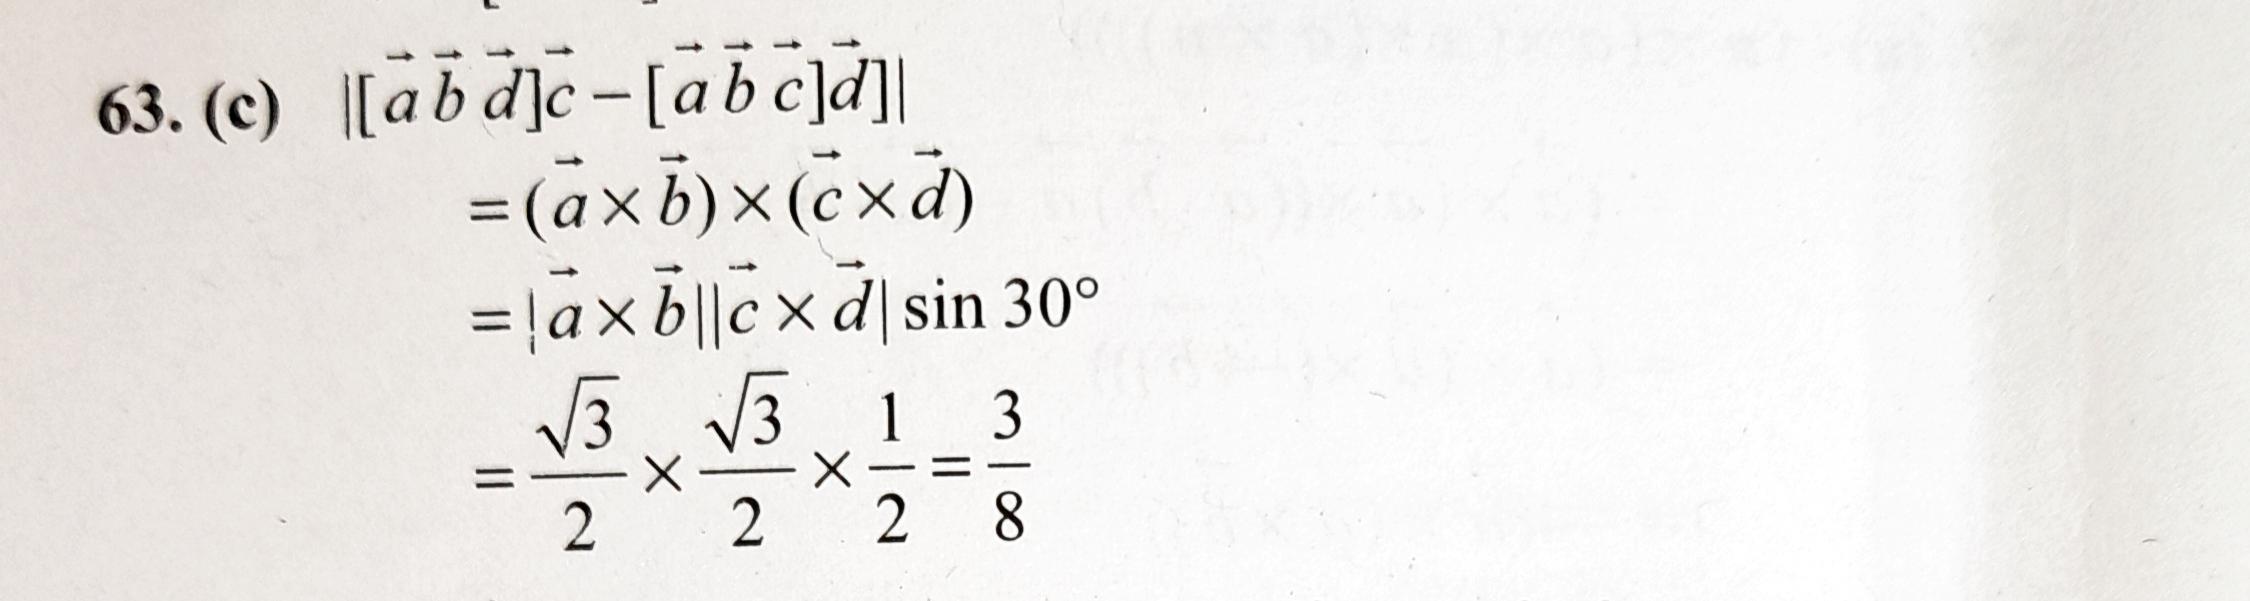 63. (c) |[a⃗ b⃗ d⃗]c⃗ − [a⃗ b⃗ c⃗]d⃗]|
= (a⃗ × b⃗) × (c⃗ × d⃗)
= |a⃗ × b⃗||c⃗ × d⃗| sin 30°
= √3/2 × √3/2 × 1/2 = 3/8